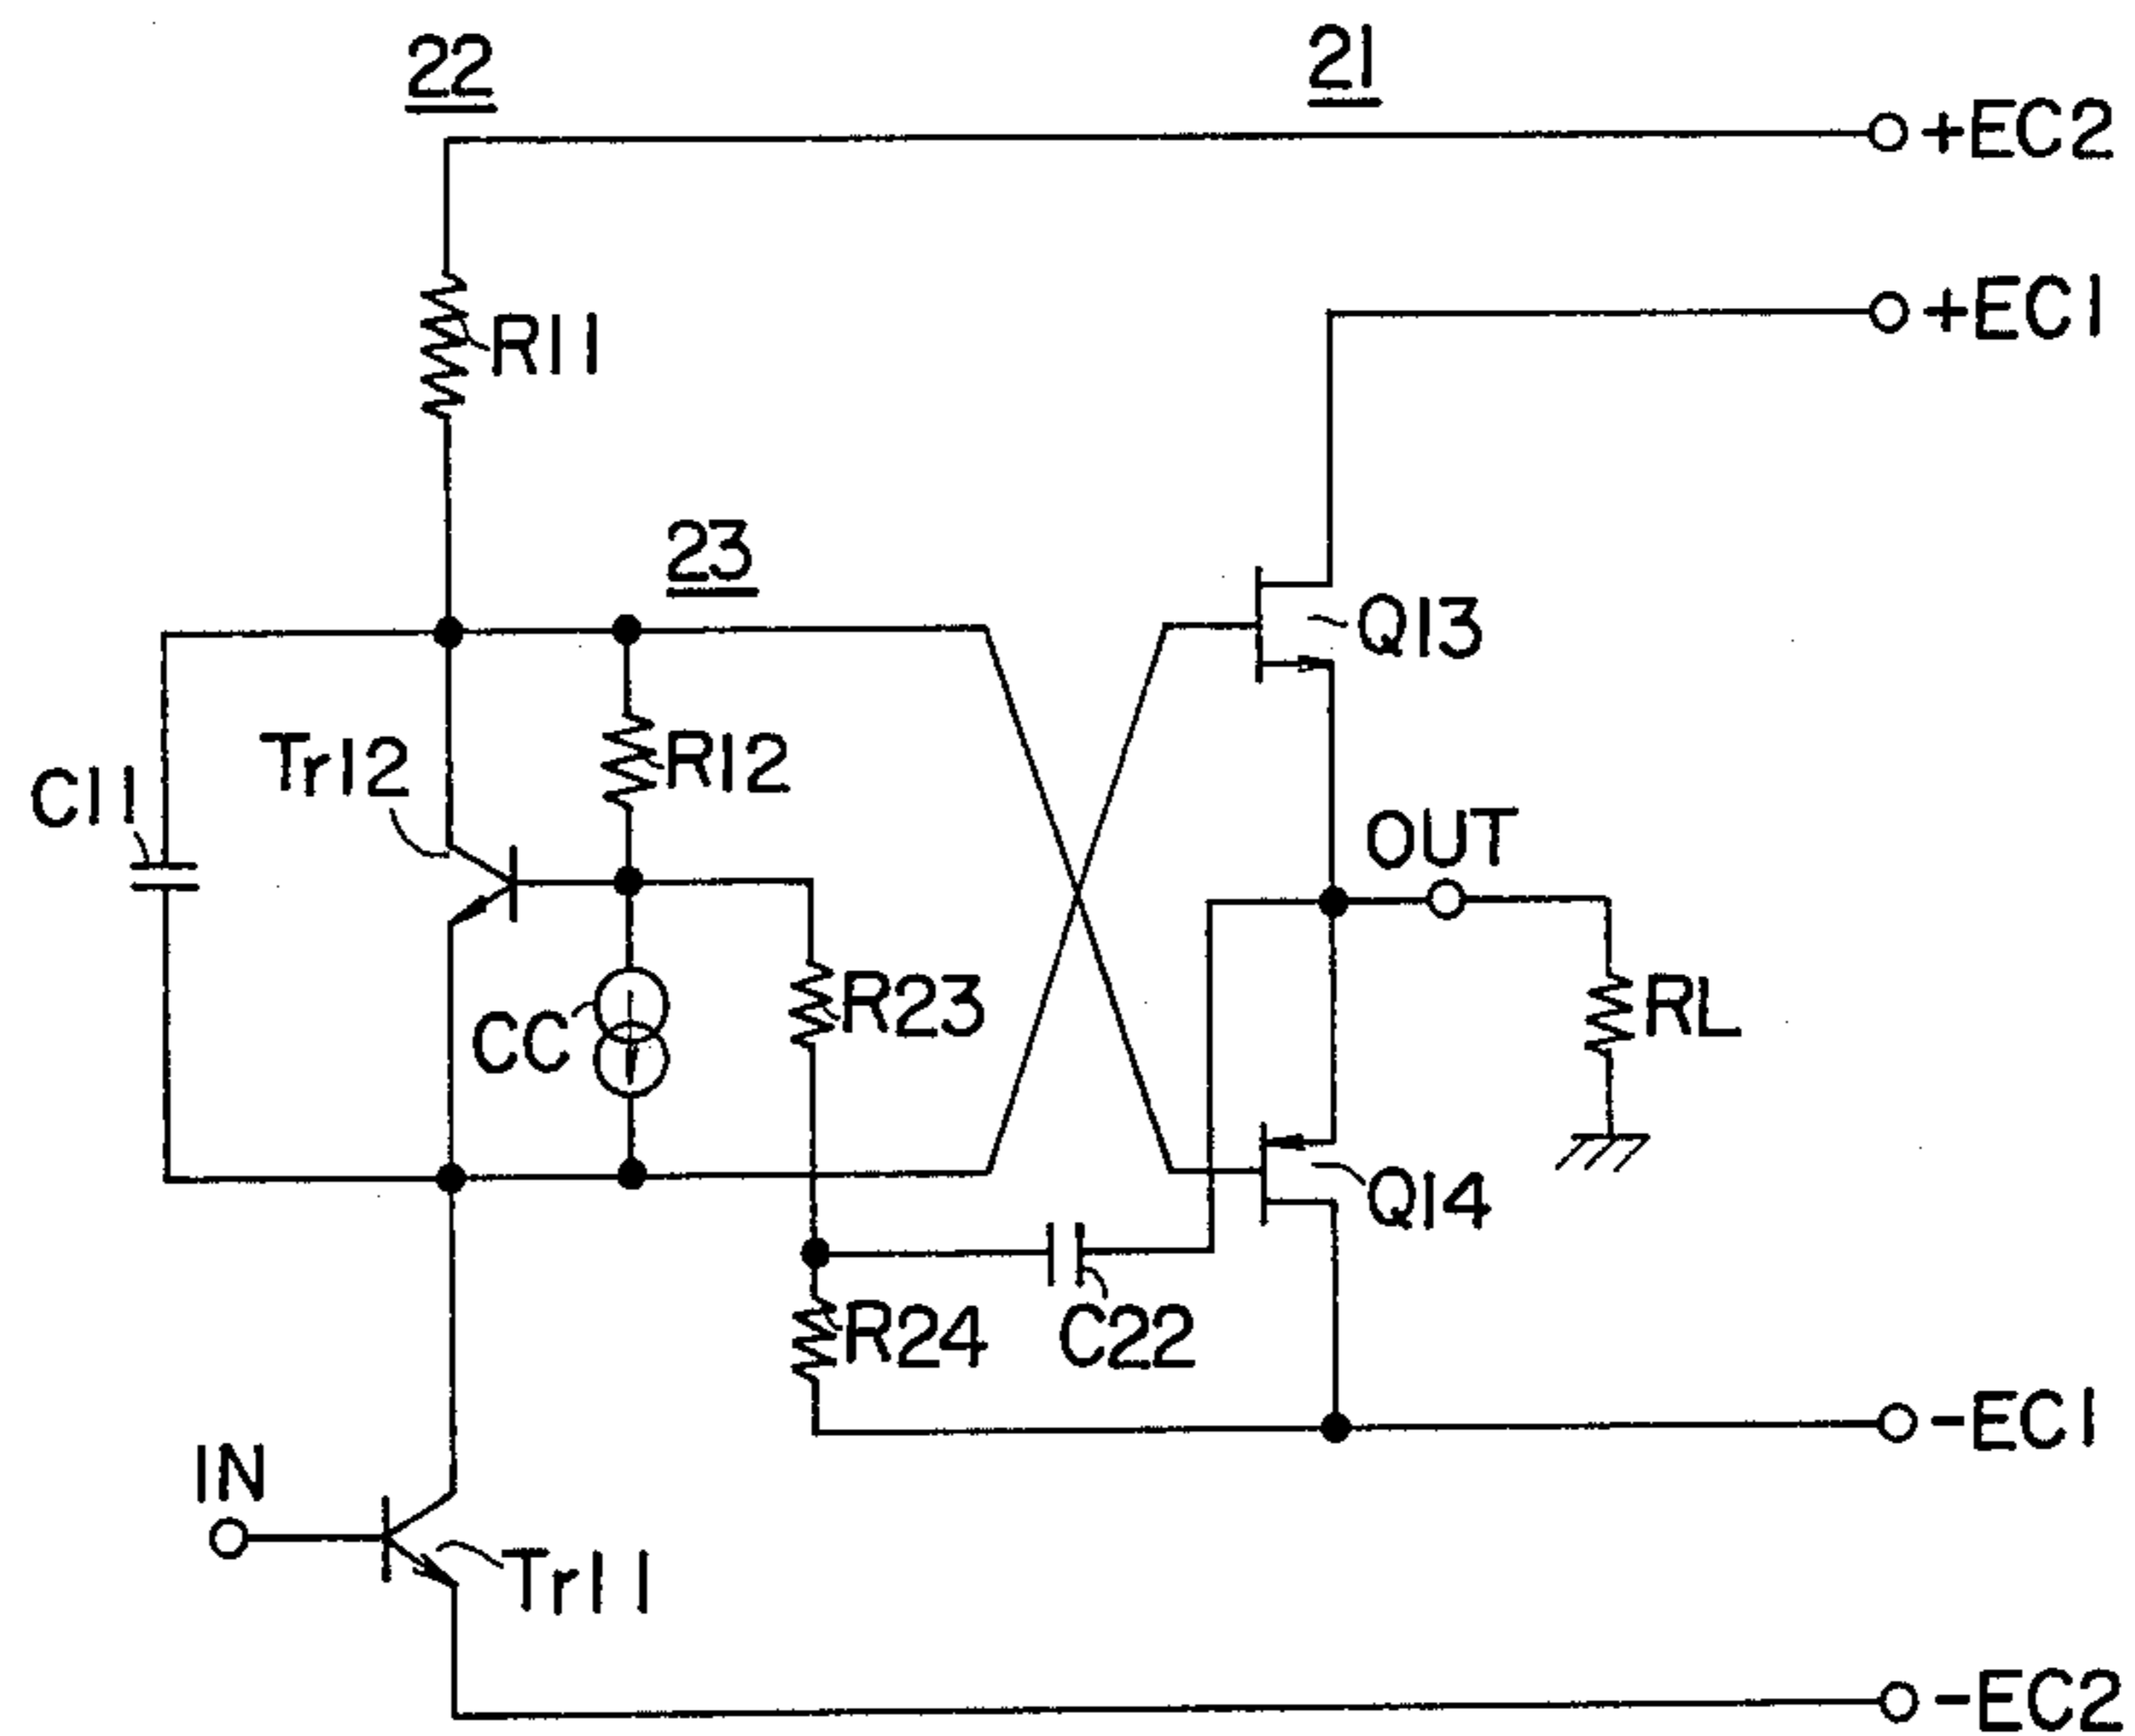 22
21
+EC2
+EC1
R11
23
Q13
Tr12
R12
C11
OUT
R23
RL
CC
Q14
R24
C22
-EC1
IN
Tr11
-EC2